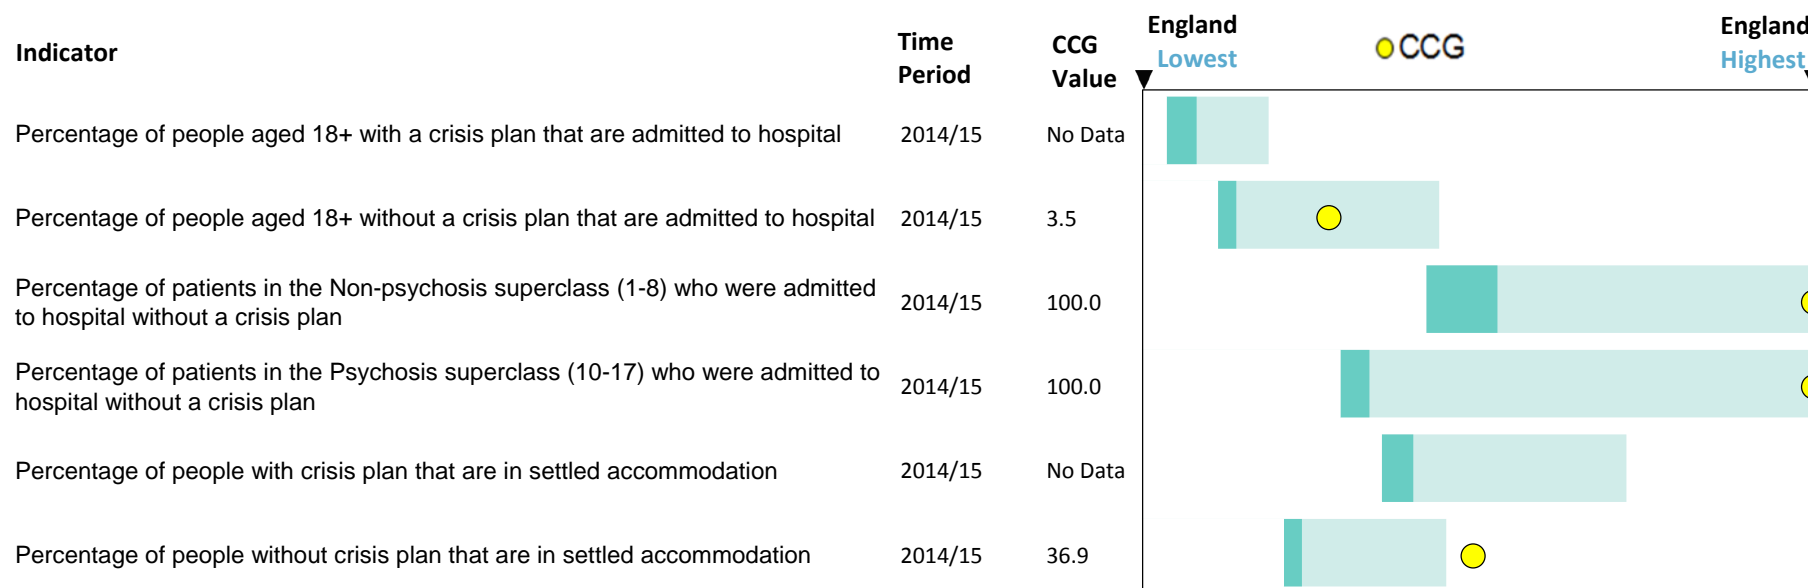 Indicator
Time Period
CCG Value
England Lowest
CCG
England Highest
Percentage of people aged 18+ with a crisis plan that are admitted to hospital 2014/15 No Data
Percentage of people aged 18+ without a crisis plan that are admitted to hospital 2014/15 3.5
Percentage of patients in the Non-psychosis superclass (1-8) who were admitted
to hospital without a crisis plan 2014/15 100.0
Percentage of patients in the Psychosis superclass (10-17) who were admitted to
hospital without a crisis plan 2014/15 100.0
Percentage of people with crisis plan that are in settled accommodation 2014/15 No Data
Percentage of people without crisis plan that are in settled accommodation 2014/15 36.9